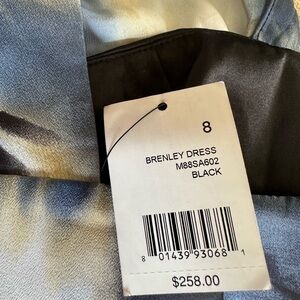 8
BRENLEY DRESS
M88SA602
BLACK
8 01439 93068 1
$258.00